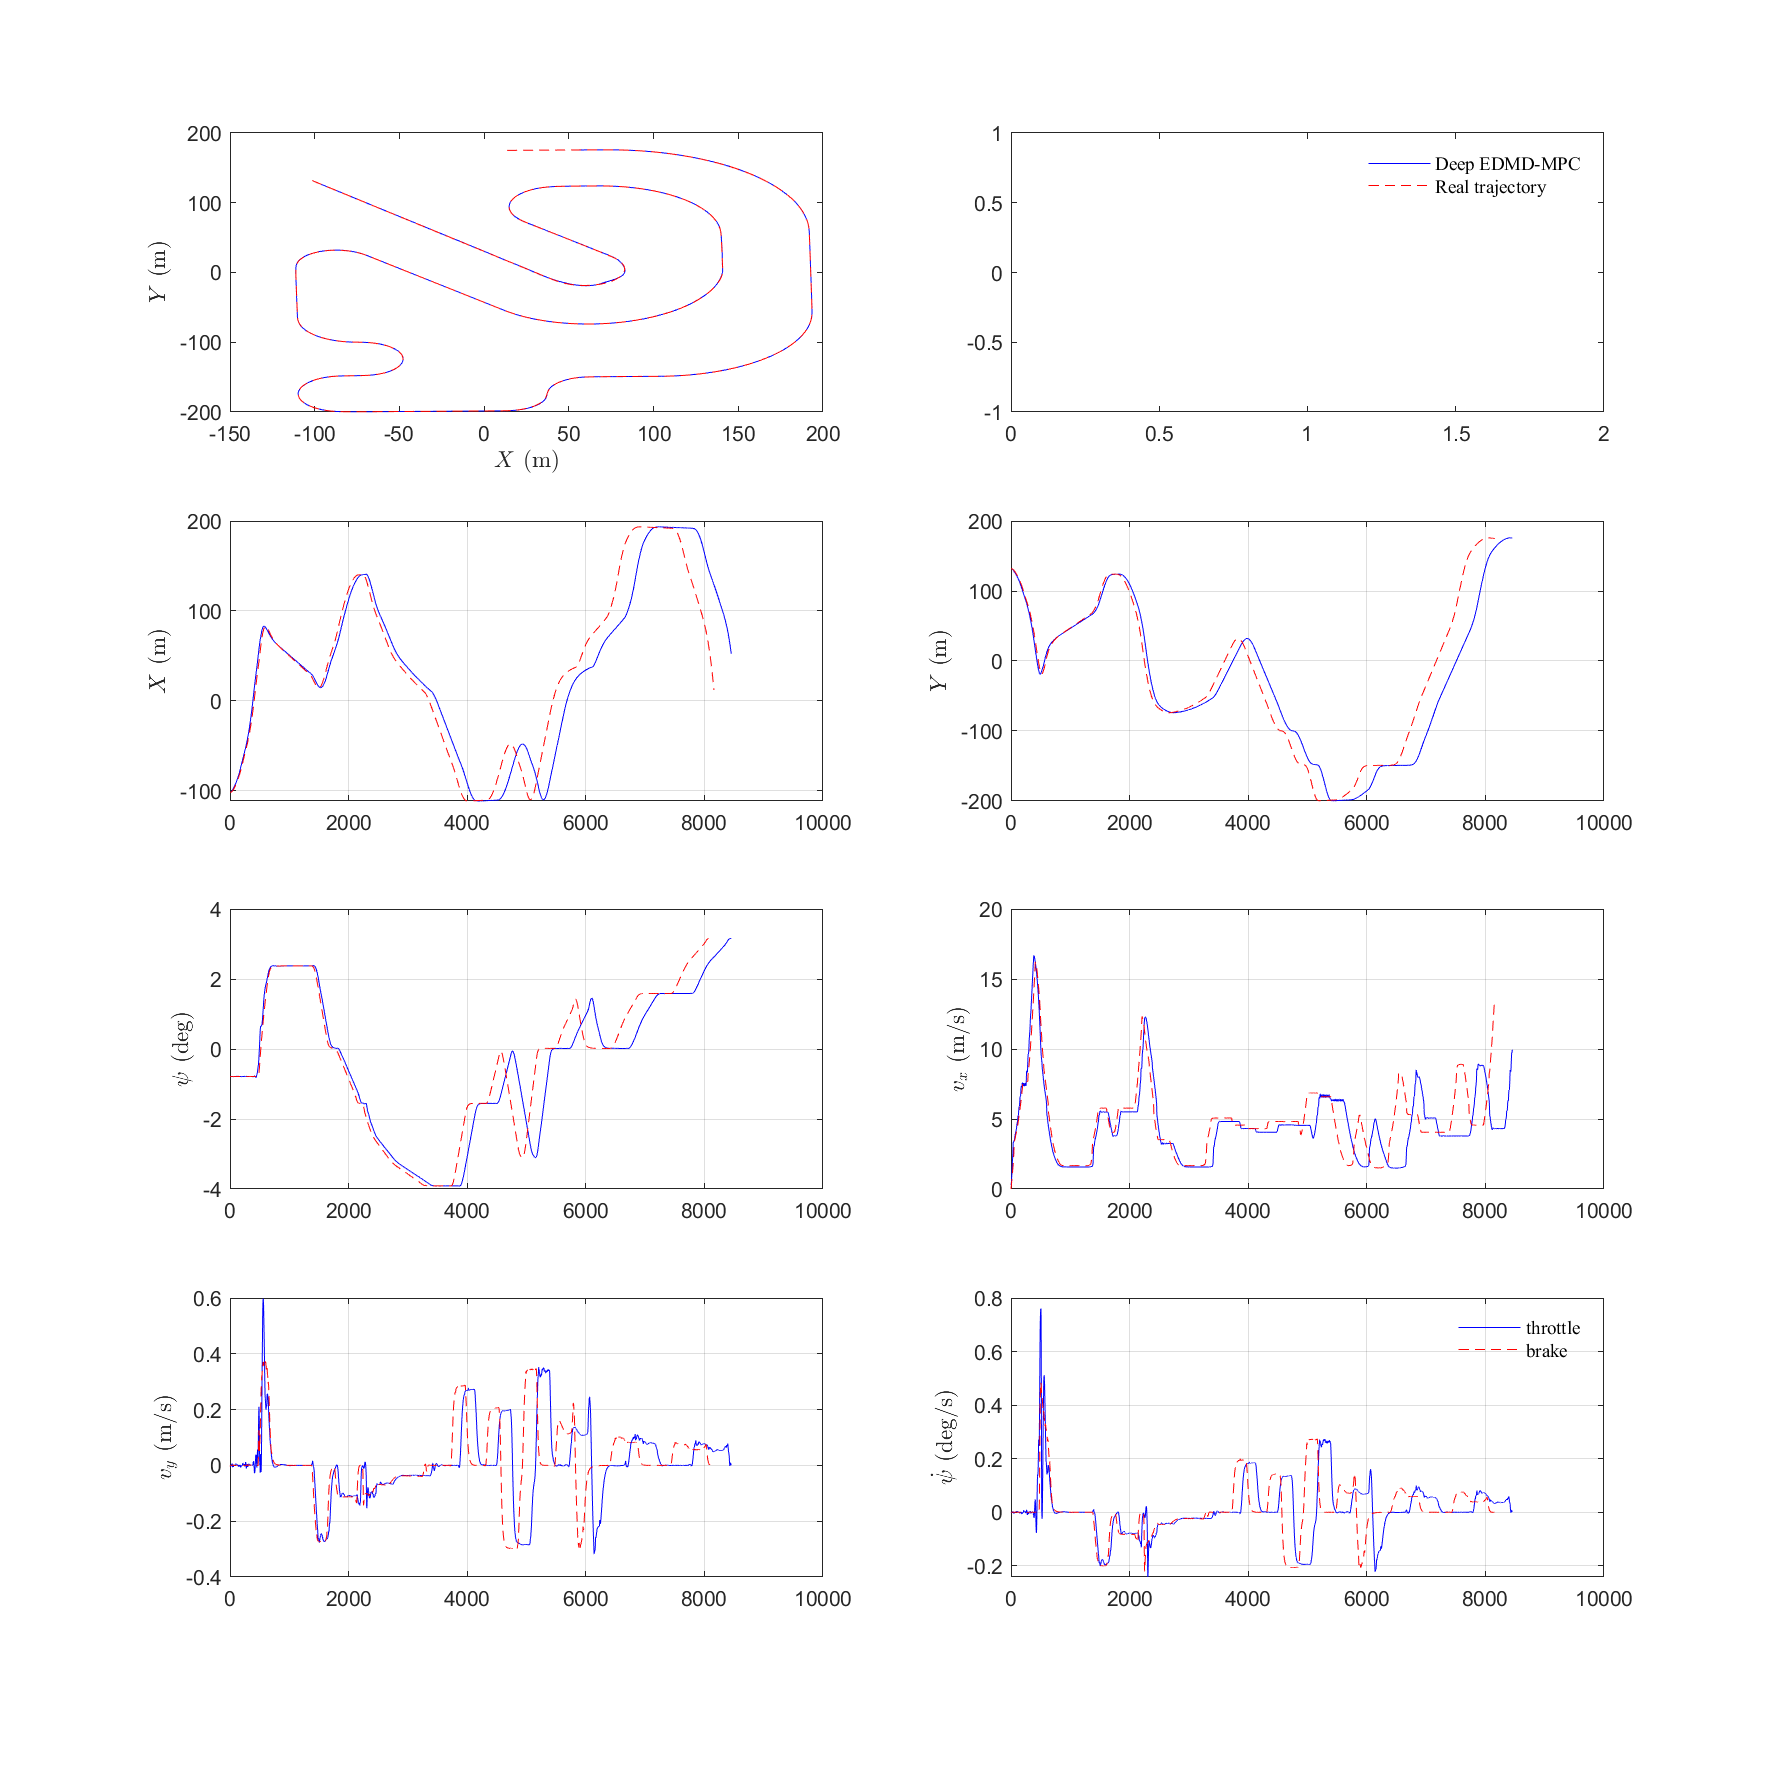 200
100
0
-100
-200
-150 -100 -50 0 50 100 150 200
Y (m)
X (m)
1
0.5
0
-0.5
-1
0 0.5 1 1.5 2
Deep EDMD-MPC
Real trajectory
200
100
0
-100
0 2000 4000 6000 8000 10000
X (m)
200
100
0
-100
-200
0 2000 4000 6000 8000 10000
Y (m)
4
2
0
-2
-4
0 2000 4000 6000 8000 10000
ψ (deg)
20
15
10
5
0
0 2000 4000 6000 8000 10000
vₓ (m/s)
0.6
0.4
0.2
0
-0.2
-0.4
0 2000 4000 6000 8000 10000
v_y (m/s)
0.8
0.6
0.4
0.2
0
-0.2
0 2000 4000 6000 8000 10000
ψ̇ (deg/s)
throttle
brake